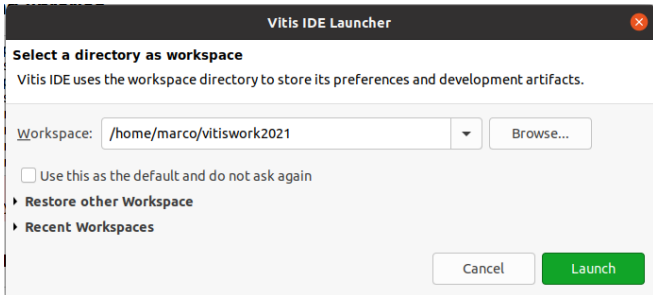 Vitis IDE Launcher
Select a directory as workspace
Vitis IDE uses the workspace directory to store its preferences and development artifacts.
Workspace: /home/marco/vitiswork2021 Browse...
Use this as the default and do not ask again
Restore other Workspace
Recent Workspaces
Cancel Launch